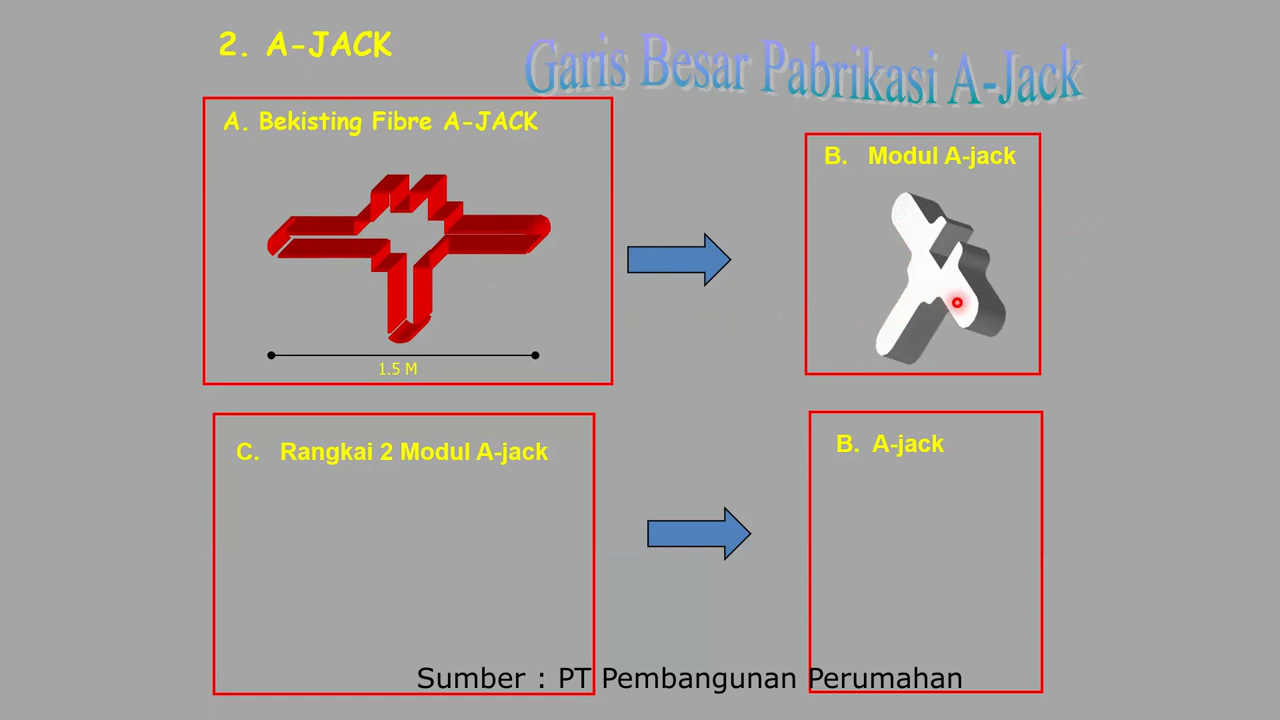 2. A-JACK
Garis Besar Pabrikasi A-Jack
A. Bekisting Fibre A-JACK
1.5 M
B. Modul A-jack
C. Rangkai 2 Modul A-jack
B. A-jack
Sumber : PT Pembangunan Perumahan